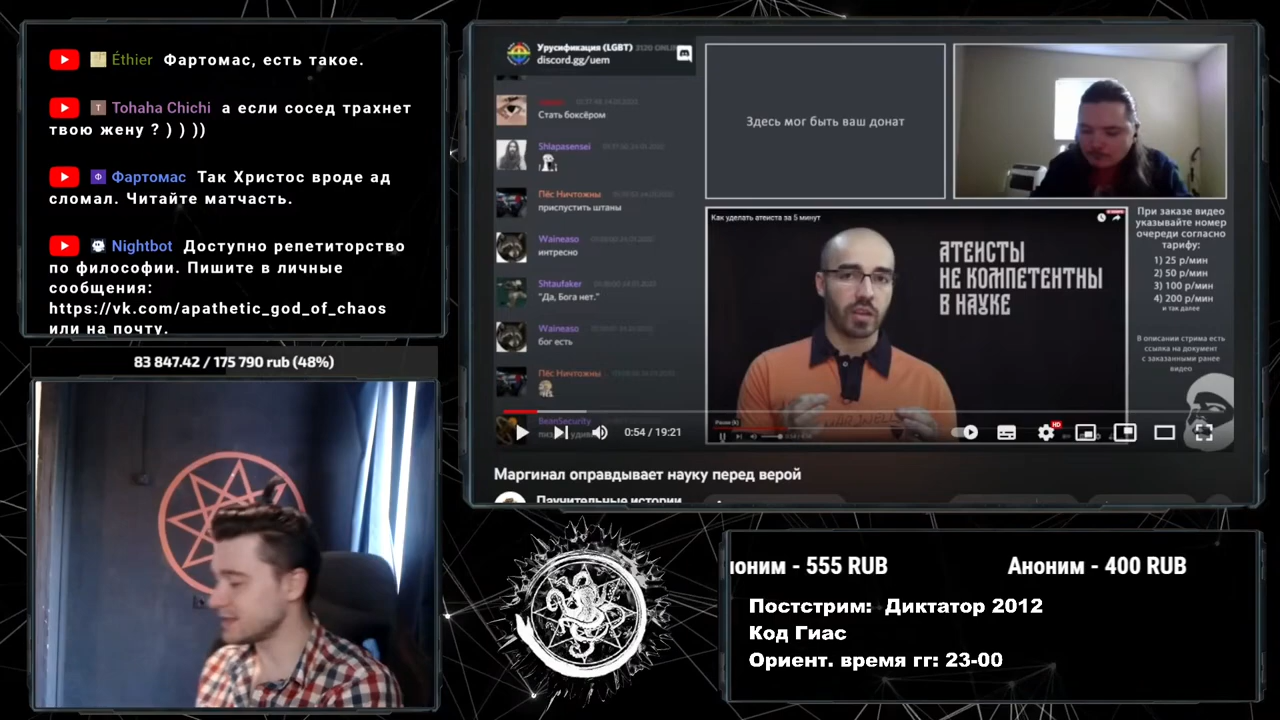 Éthier Фартомас, есть такое.
Tohaha Chichi а если сосед трахнет
твою жену ? ) ) ))
Фартомас Так Христос вроде ад
сломал. Читайте матчасть.
Nightbot Доступно репетиторство
по философии. Пишите в личные
сообщения:
https://vk.com/apathetic_god_of_chaos
или на почту.
83 847.42 / 175 790 rub (48%)
Урусификация (LGBT) 3120 ONLINE
discord.gg/uem
Стать боксёром
Shlapasensei
Пёс Ничтожны
приспустить штаны
Waineaso
интресно
Shtaufaker
"Да, Бога нет."
Waineaso
бог есть
Пёс Ничтожны
BeanSecurity
Здесь мог быть ваш донат
Как уделать атеиста за 5 минут
АТЕИСТЫ
НЕ КОМПЕТЕНТНЫ
В НАУКЕ
При заказе видео
указывайте номер
очереди согласно
тарифу:
1) 25 р/мин
2) 50 р/мин
3) 100 р/мин
4) 200 р/мин
и так далее
В описании стрима есть
ссылка на документ
с заказанными ранее
видео
0:54 / 19:21
HD
Маргинал оправдывает науку перед верой
Паучительные истории
ноним - 555 RUB Аноним - 400 RUB
Постстрим: Диктатор 2012
Код Гиас
Ориент. время гг: 23-00